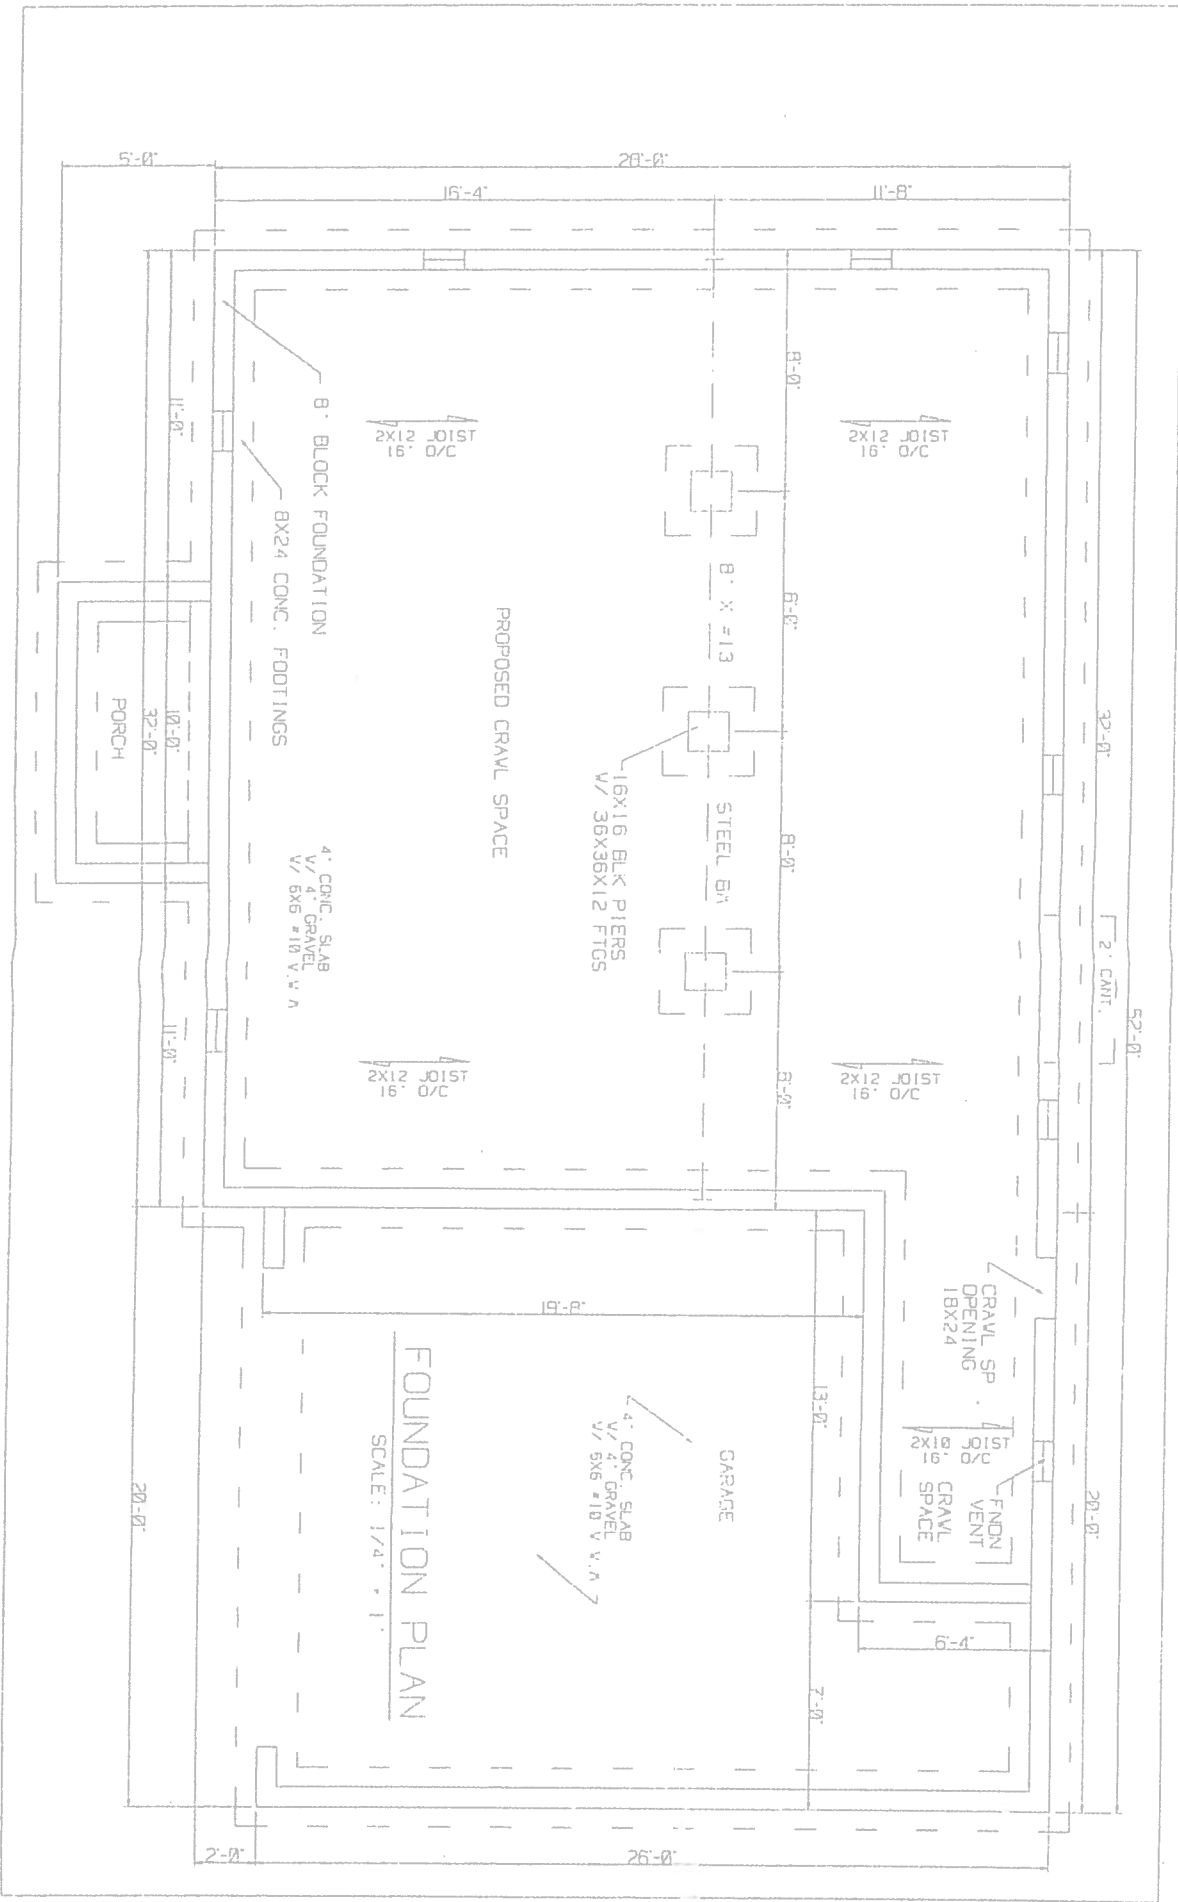 5'-0"
28'-0"
16'-4"
11'-8"
8'-0"
11'-0"
2X12 JOIST
16" O/C
2X12 JOIST
16" O/C
8" BLOCK FOUNDATION
8X24 CONC. FOOTINGS
PROPOSED CRAWL SPACE
8" X #13
STEEL BM
8'-0"
16X16 BLK PIERS
W/ 36X36X12 FTGS
8'-0"
8'-0"
PORCH
10'-0"
32'-0"
32'-0"
2' CANT.
52'-0"
4" CONC. SLAB
W/ 4" GRAVEL
W/ 6X6 #10
11'-0"
2X12 JOIST
16" O/C
2X12 JOIST
16" O/C
CRAWL SP.
OPENING
18X24
19'-8"
13'-0"
2X10 JOIST
16" O/C
FNDN
VENT
CRAWL
SPACE
GARAGE
4" CONC. SLAB
W/ 4" GRAVEL
W/ 6X6 #10
20'-0"
20'-0"
6'-4"
7'-0"
2'-0"
26'-0"
FOUNDATION PLAN
SCALE: 1/4" = 1'